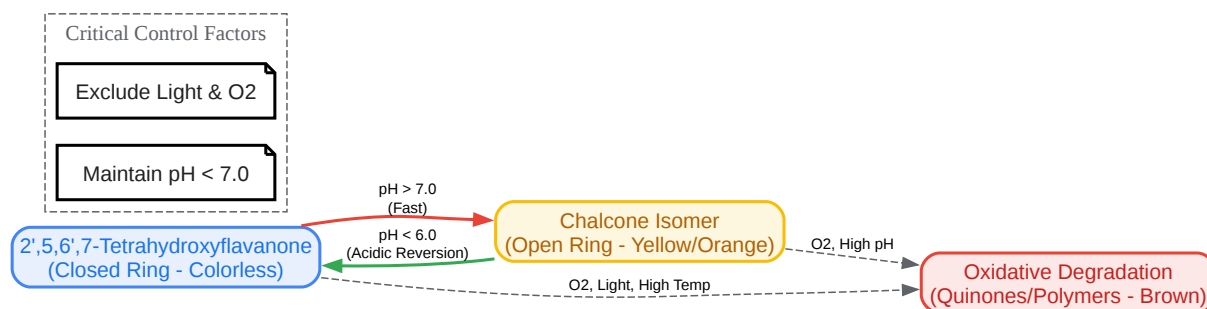 Critical Control Factors
Exclude Light & O2
Maintain pH < 7.0
2',5,6',7-Tetrahydroxyflavanone
(Closed Ring - Colorless)
pH > 7.0
(Fast)
pH < 6.0
(Acidic Reversion)
Chalcone Isomer
(Open Ring - Yellow/Orange)
O2, High pH
O2, Light, High Temp
Oxidative Degradation
(Quinones/Polymers - Brown)